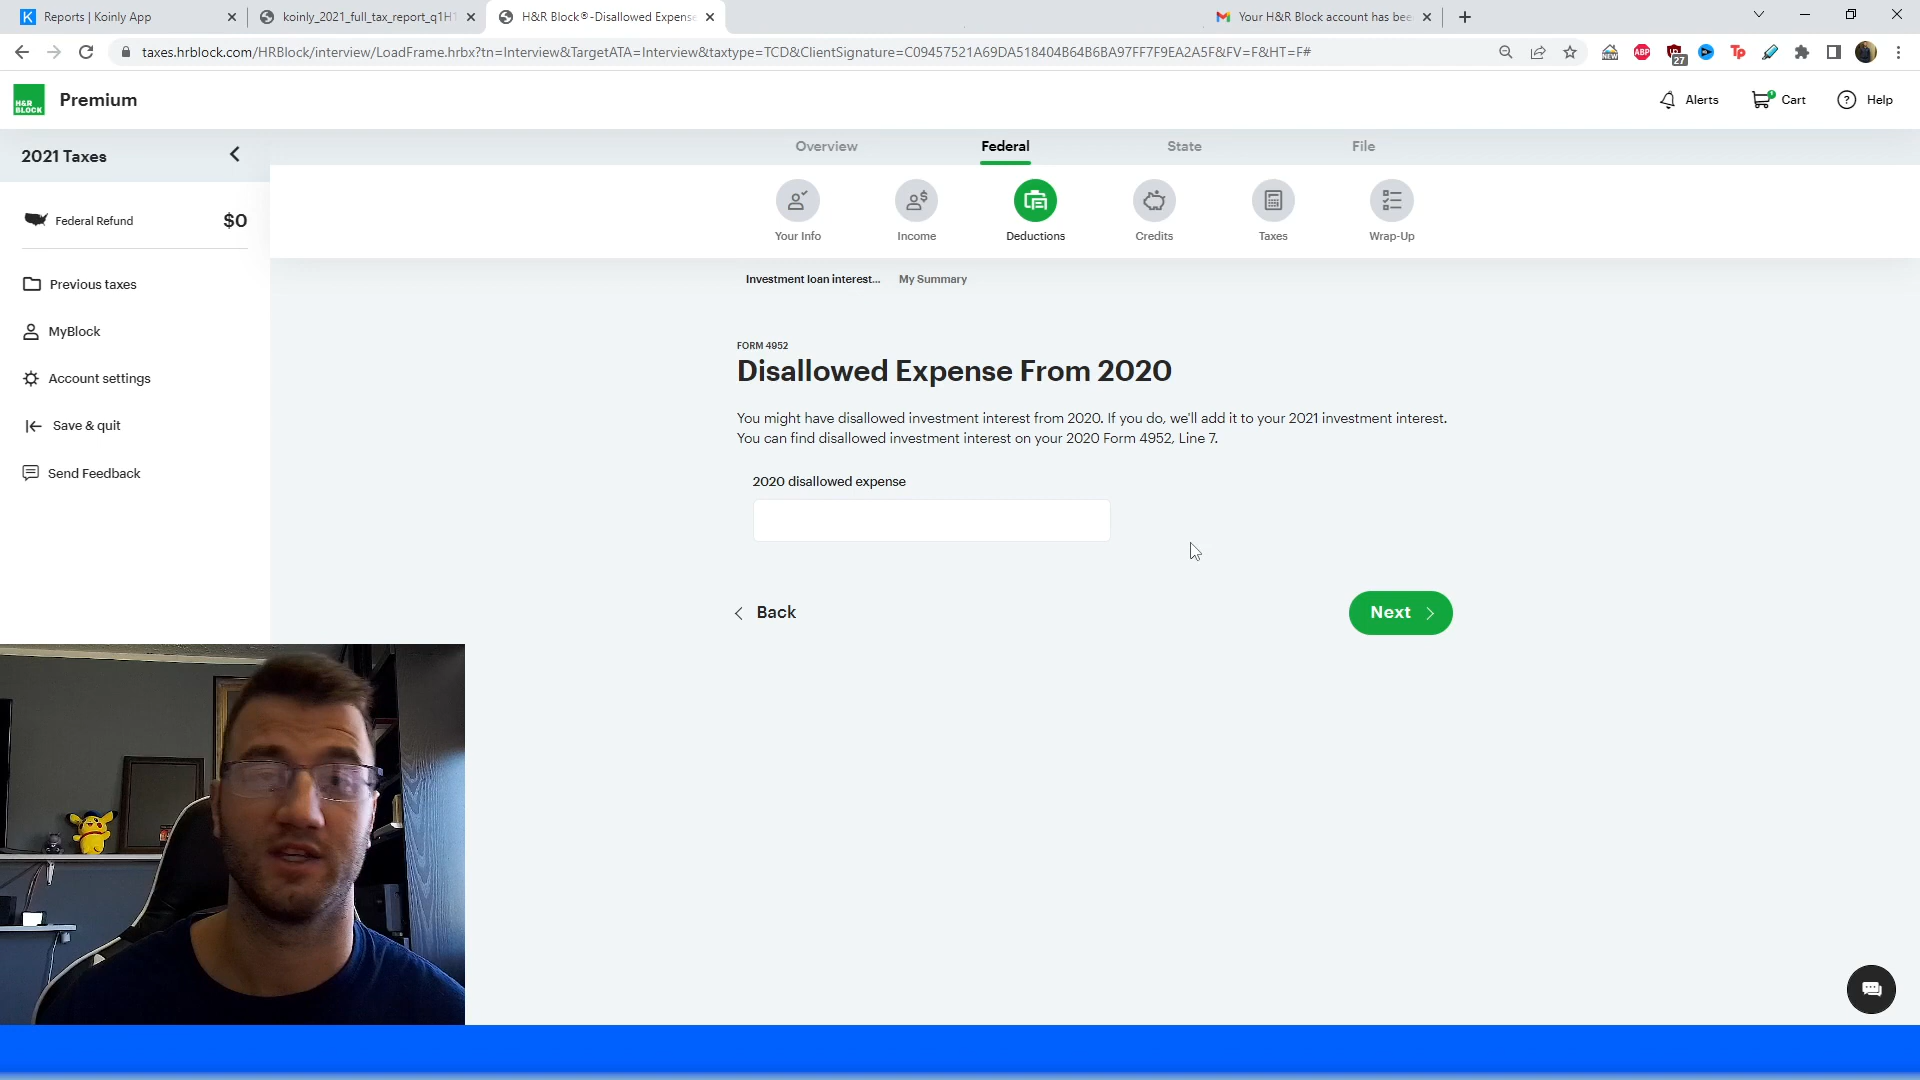 Reports | Koinly App
koinly_2021_full_tax_report_q1H1
H&R Block®-Disallowed Expense
Your H&R Block account has bee
taxes.hrblock.com/HRBlock/interview/LoadFrame.hrbx?tn=Interview&TargetATA=Interview&taxtype=TCD&ClientSignature=C09457521A69DA518404B64B6BA97FF7F9EA2A5F&FV=F&HT=F#
ABP
27
Tp
H&R BLOCK
Premium
Alerts
Cart
Help
2021 Taxes
Overview
Federal
State
File
Federal Refund
$0
Your Info
Income
Deductions
Credits
Taxes
Wrap-Up
Previous taxes
MyBlock
Account settings
Save & quit
Send Feedback
Investment loan interest...
My Summary
FORM 4952
Disallowed Expense From 2020
You might have disallowed investment interest from 2020. If you do, we'll add it to your 2021 investment interest.
You can find disallowed investment interest on your 2020 Form 4952, Line 7.
2020 disallowed expense
Back
Next